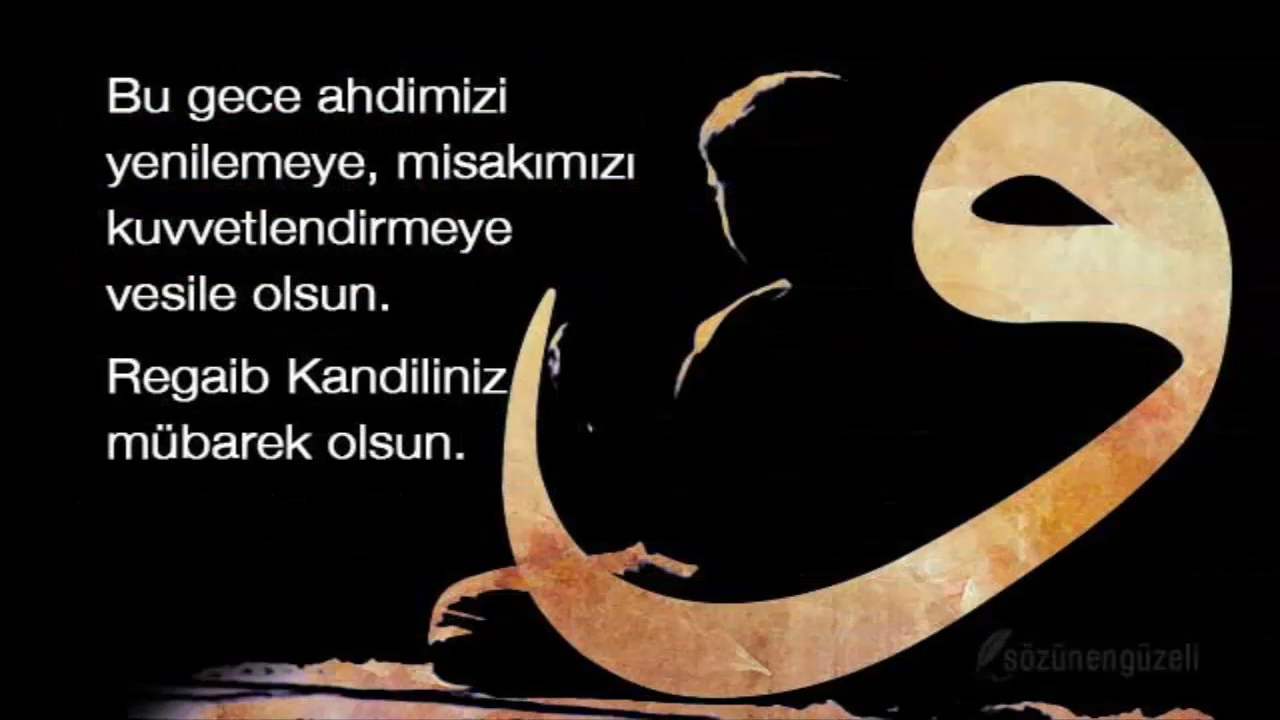 Bu gece ahdimizi
yenilemeye, misakımızı
kuvvetlendirmeye
vesile olsun.
Regaib Kandiliniz
mübarek olsun.
و
sözünengüzeli